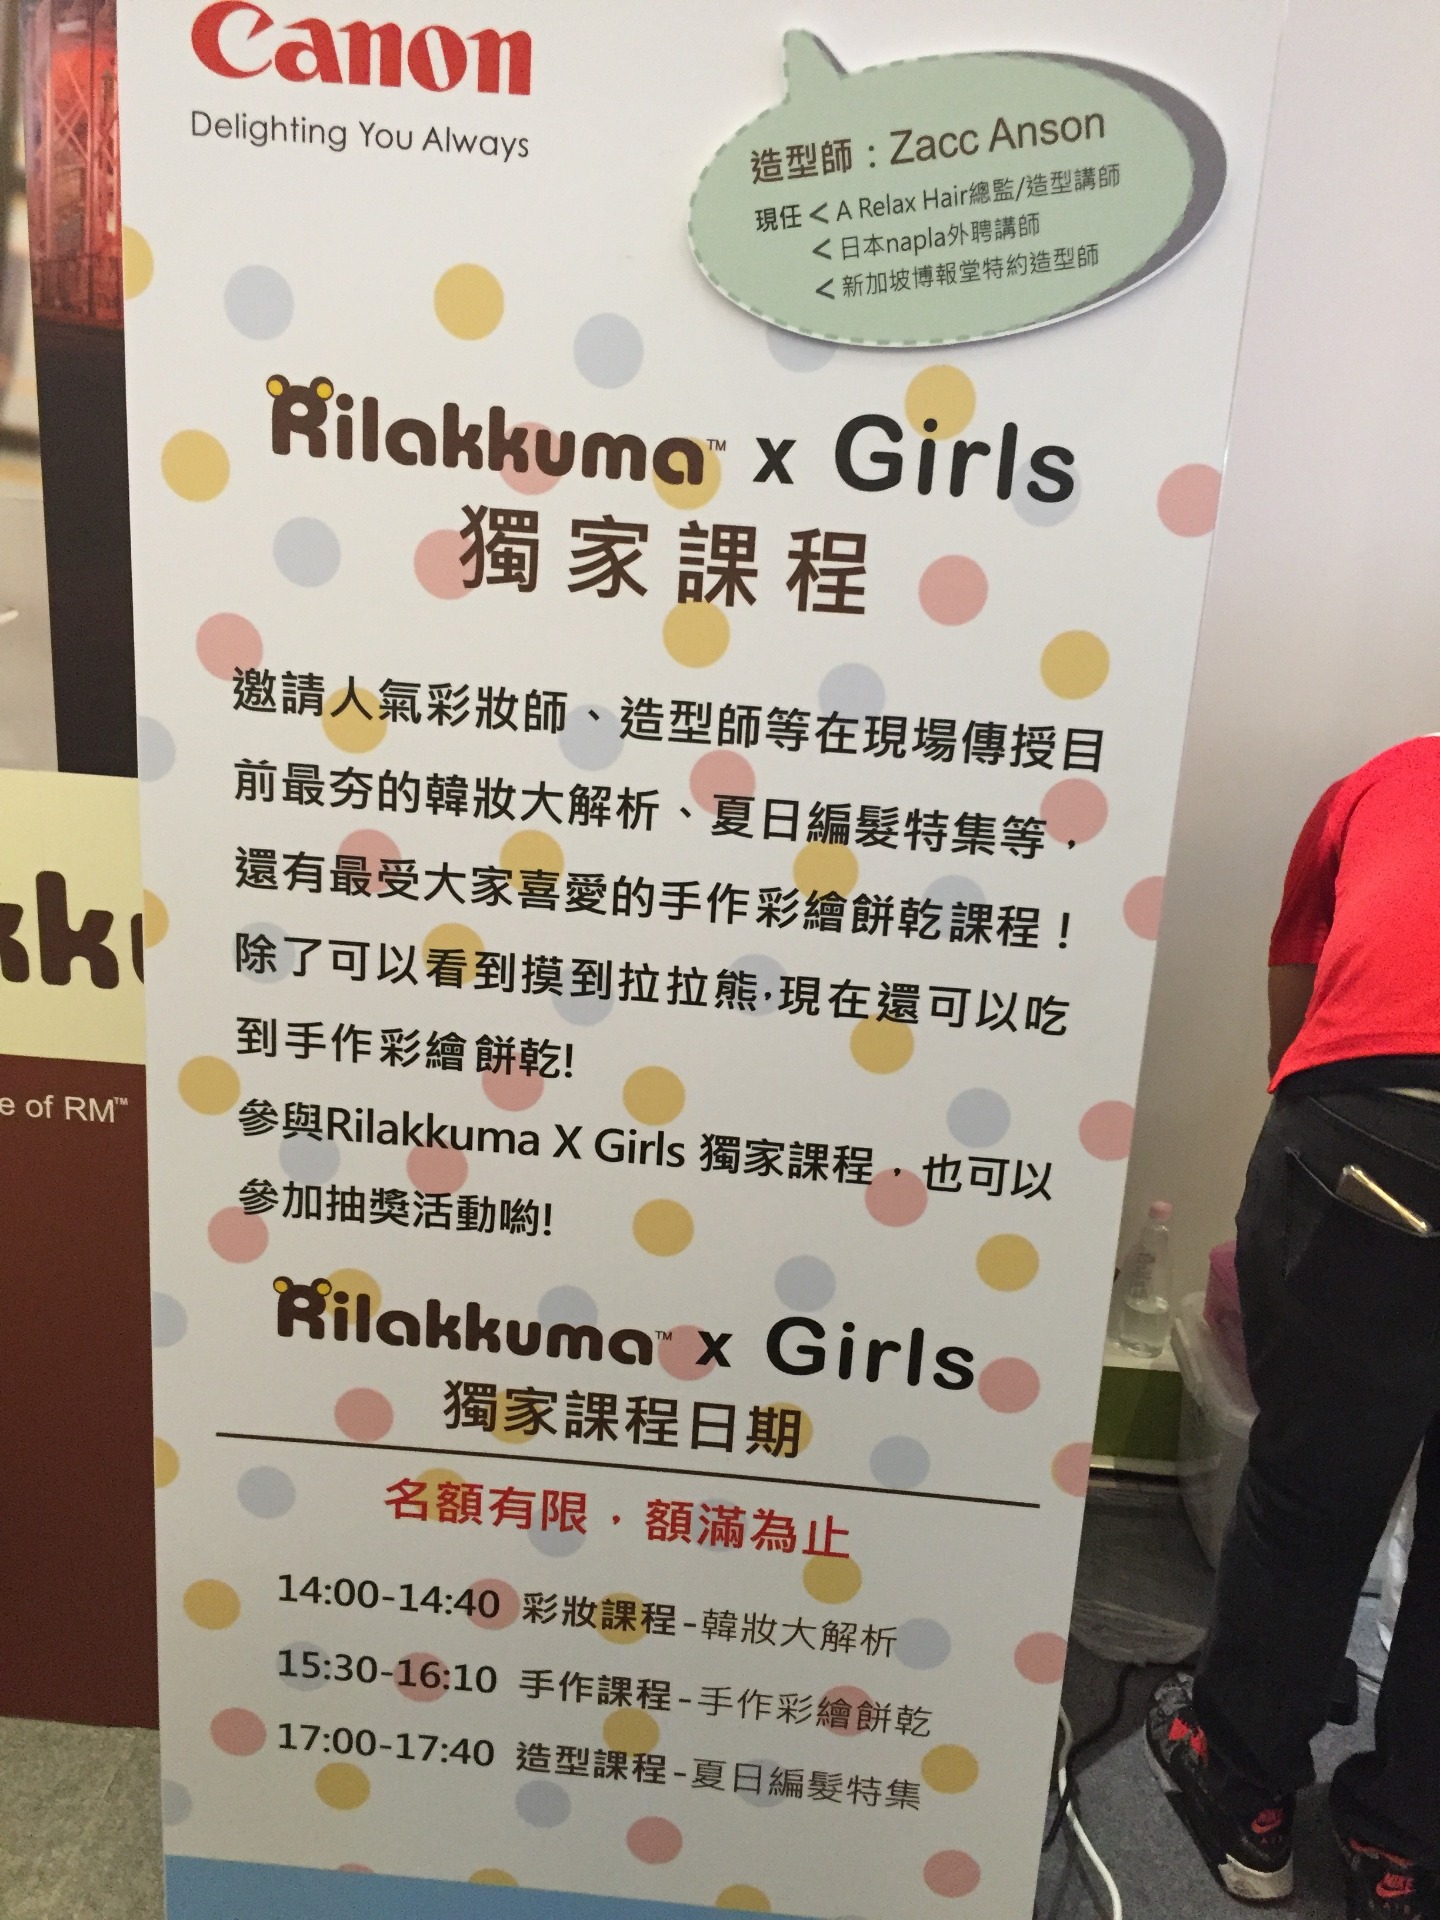 Canon
Delighting You Always
造型師：Zacc Anson
現任 < A Relax Hair總監/造型講師
< 日本napla外聘講師
< 新加坡博報堂特約造型師
Rilakkuma™ x Girls
獨家課程
邀請人氣彩妝師、造型師等在現場傳授目
前最夯的韓妝大解析、夏日編髮特集等，
還有最受大家喜愛的手作彩繪餅乾課程！
除了可以看到摸到拉拉熊,現在還可以吃
到手作彩繪餅乾!
參與Rilakkuma X Girls 獨家課程，也可以
參加抽獎活動喲!
Rilakkuma™ x Girls
獨家課程日期
名額有限，額滿為止
14:00-14:40 彩妝課程-韓妝大解析
15:30-16:10 手作課程-手作彩繪餅乾
17:00-17:40 造型課程-夏日編髮特集
kku
e of RM™
NIKE
AIR
NIKE